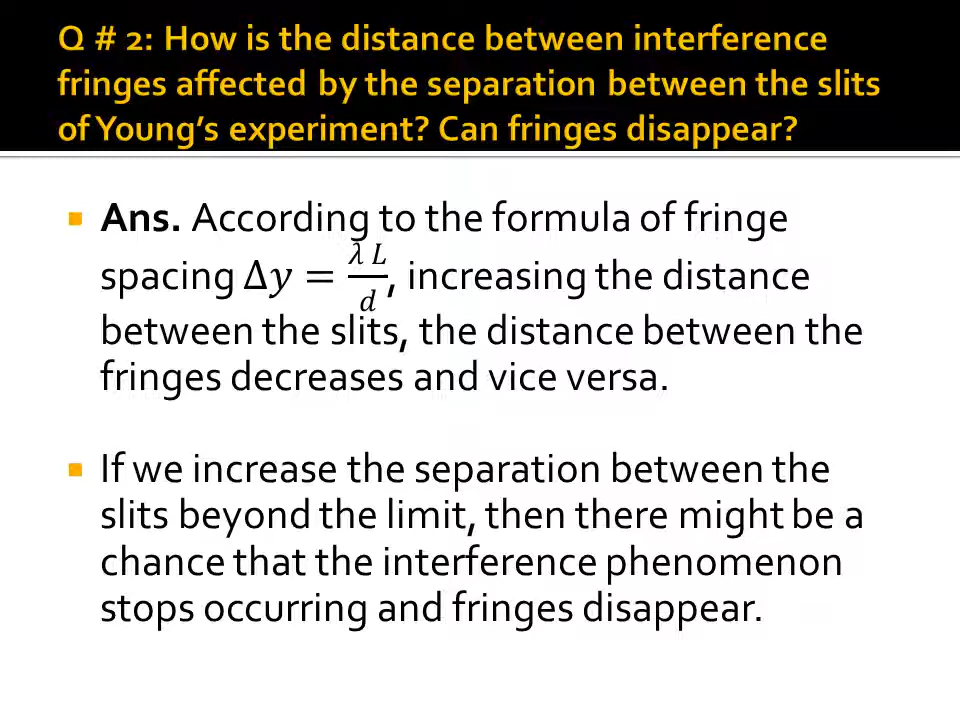 Q # 2: How is the distance between interference
fringes affected by the separation between the slits
of Young's experiment? Can fringes disappear?
Ans. According to the formula of fringe
spacing Δy = λ L / d, increasing the distance
between the slits, the distance between the
fringes decreases and vice versa.
If we increase the separation between the
slits beyond the limit, then there might be a
chance that the interference phenomenon
stops occurring and fringes disappear.